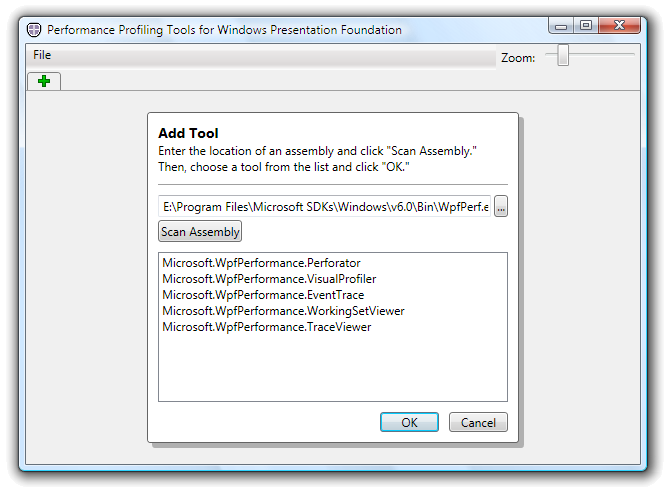 Performance Profiling Tools for Windows Presentation Foundation
File
Zoom:
Add Tool
Enter the location of an assembly and click "Scan Assembly."
Then, choose a tool from the list and click "OK."
E:\Program Files\Microsoft SDKs\Windows\v6.0\Bin\WpfPerf.e
...
Scan Assembly
Microsoft.WpfPerformance.Perforator
Microsoft.WpfPerformance.VisualProfiler
Microsoft.WpfPerformance.EventTrace
Microsoft.WpfPerformance.WorkingSetViewer
Microsoft.WpfPerformance.TraceViewer
OK Cancel